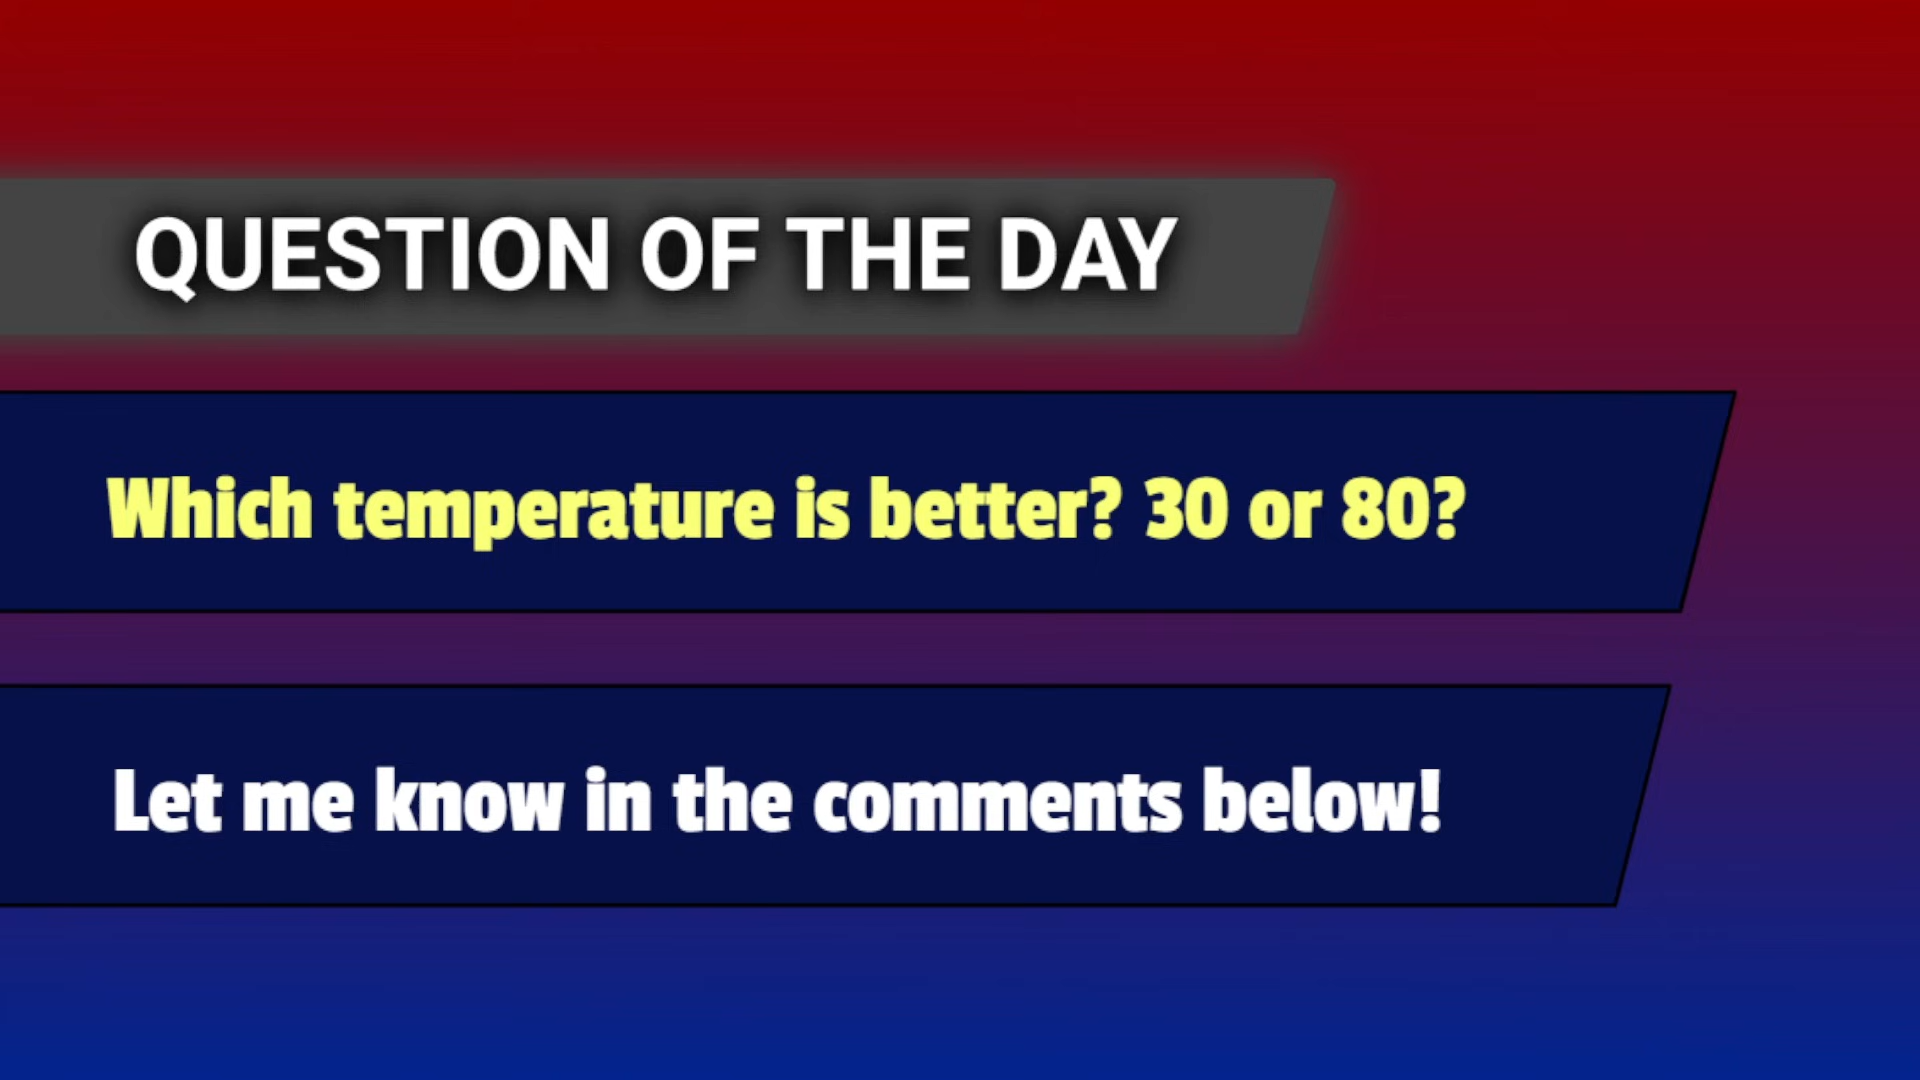 QUESTION OF THE DAY
Which temperature is better? 30 or 80?
Let me know in the comments below!